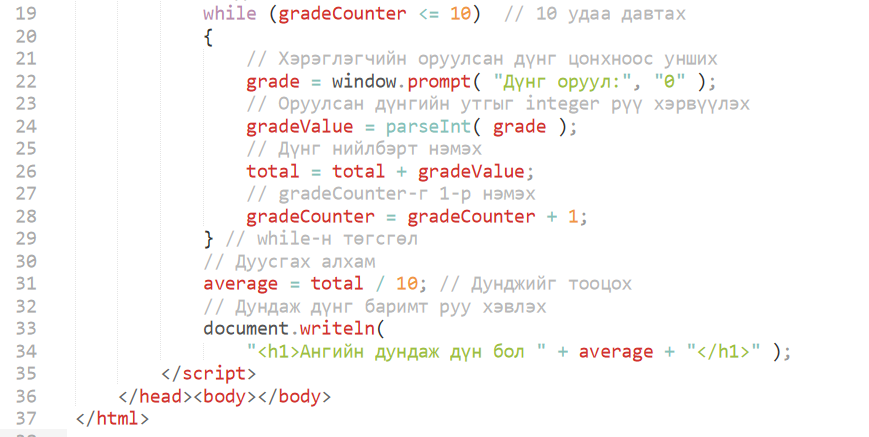 19 while (gradeCounter <= 10)  // 10 удаа давтах
20 {
21 // Хэрэглэгчийн оруулсан дүнг цонхноос унших
22 grade = window.prompt( "Дүнг оруул:", "0" );
23 // Оруулсан дүнгийн утгыг integer рүү хэрвүүлэх
24 gradeValue = parseInt( grade );
25 // Дүнг нийлбэрт нэмэх
26 total = total + gradeValue;
27 // gradeCounter-г 1-р нэмэх
28 gradeCounter = gradeCounter + 1;
29 } // while-н төгсгөл
30 // Дуусгах алхам
31 average = total / 10; // Дунджийг тооцох
32 // Дундаж дүнг баримт руу хэвлэх
33 document.writeln(
34 "<h1>Ангийн дундаж дүн бол " + average + "</h1>" );
35 </script>
36 </head><body></body>
37 </html>